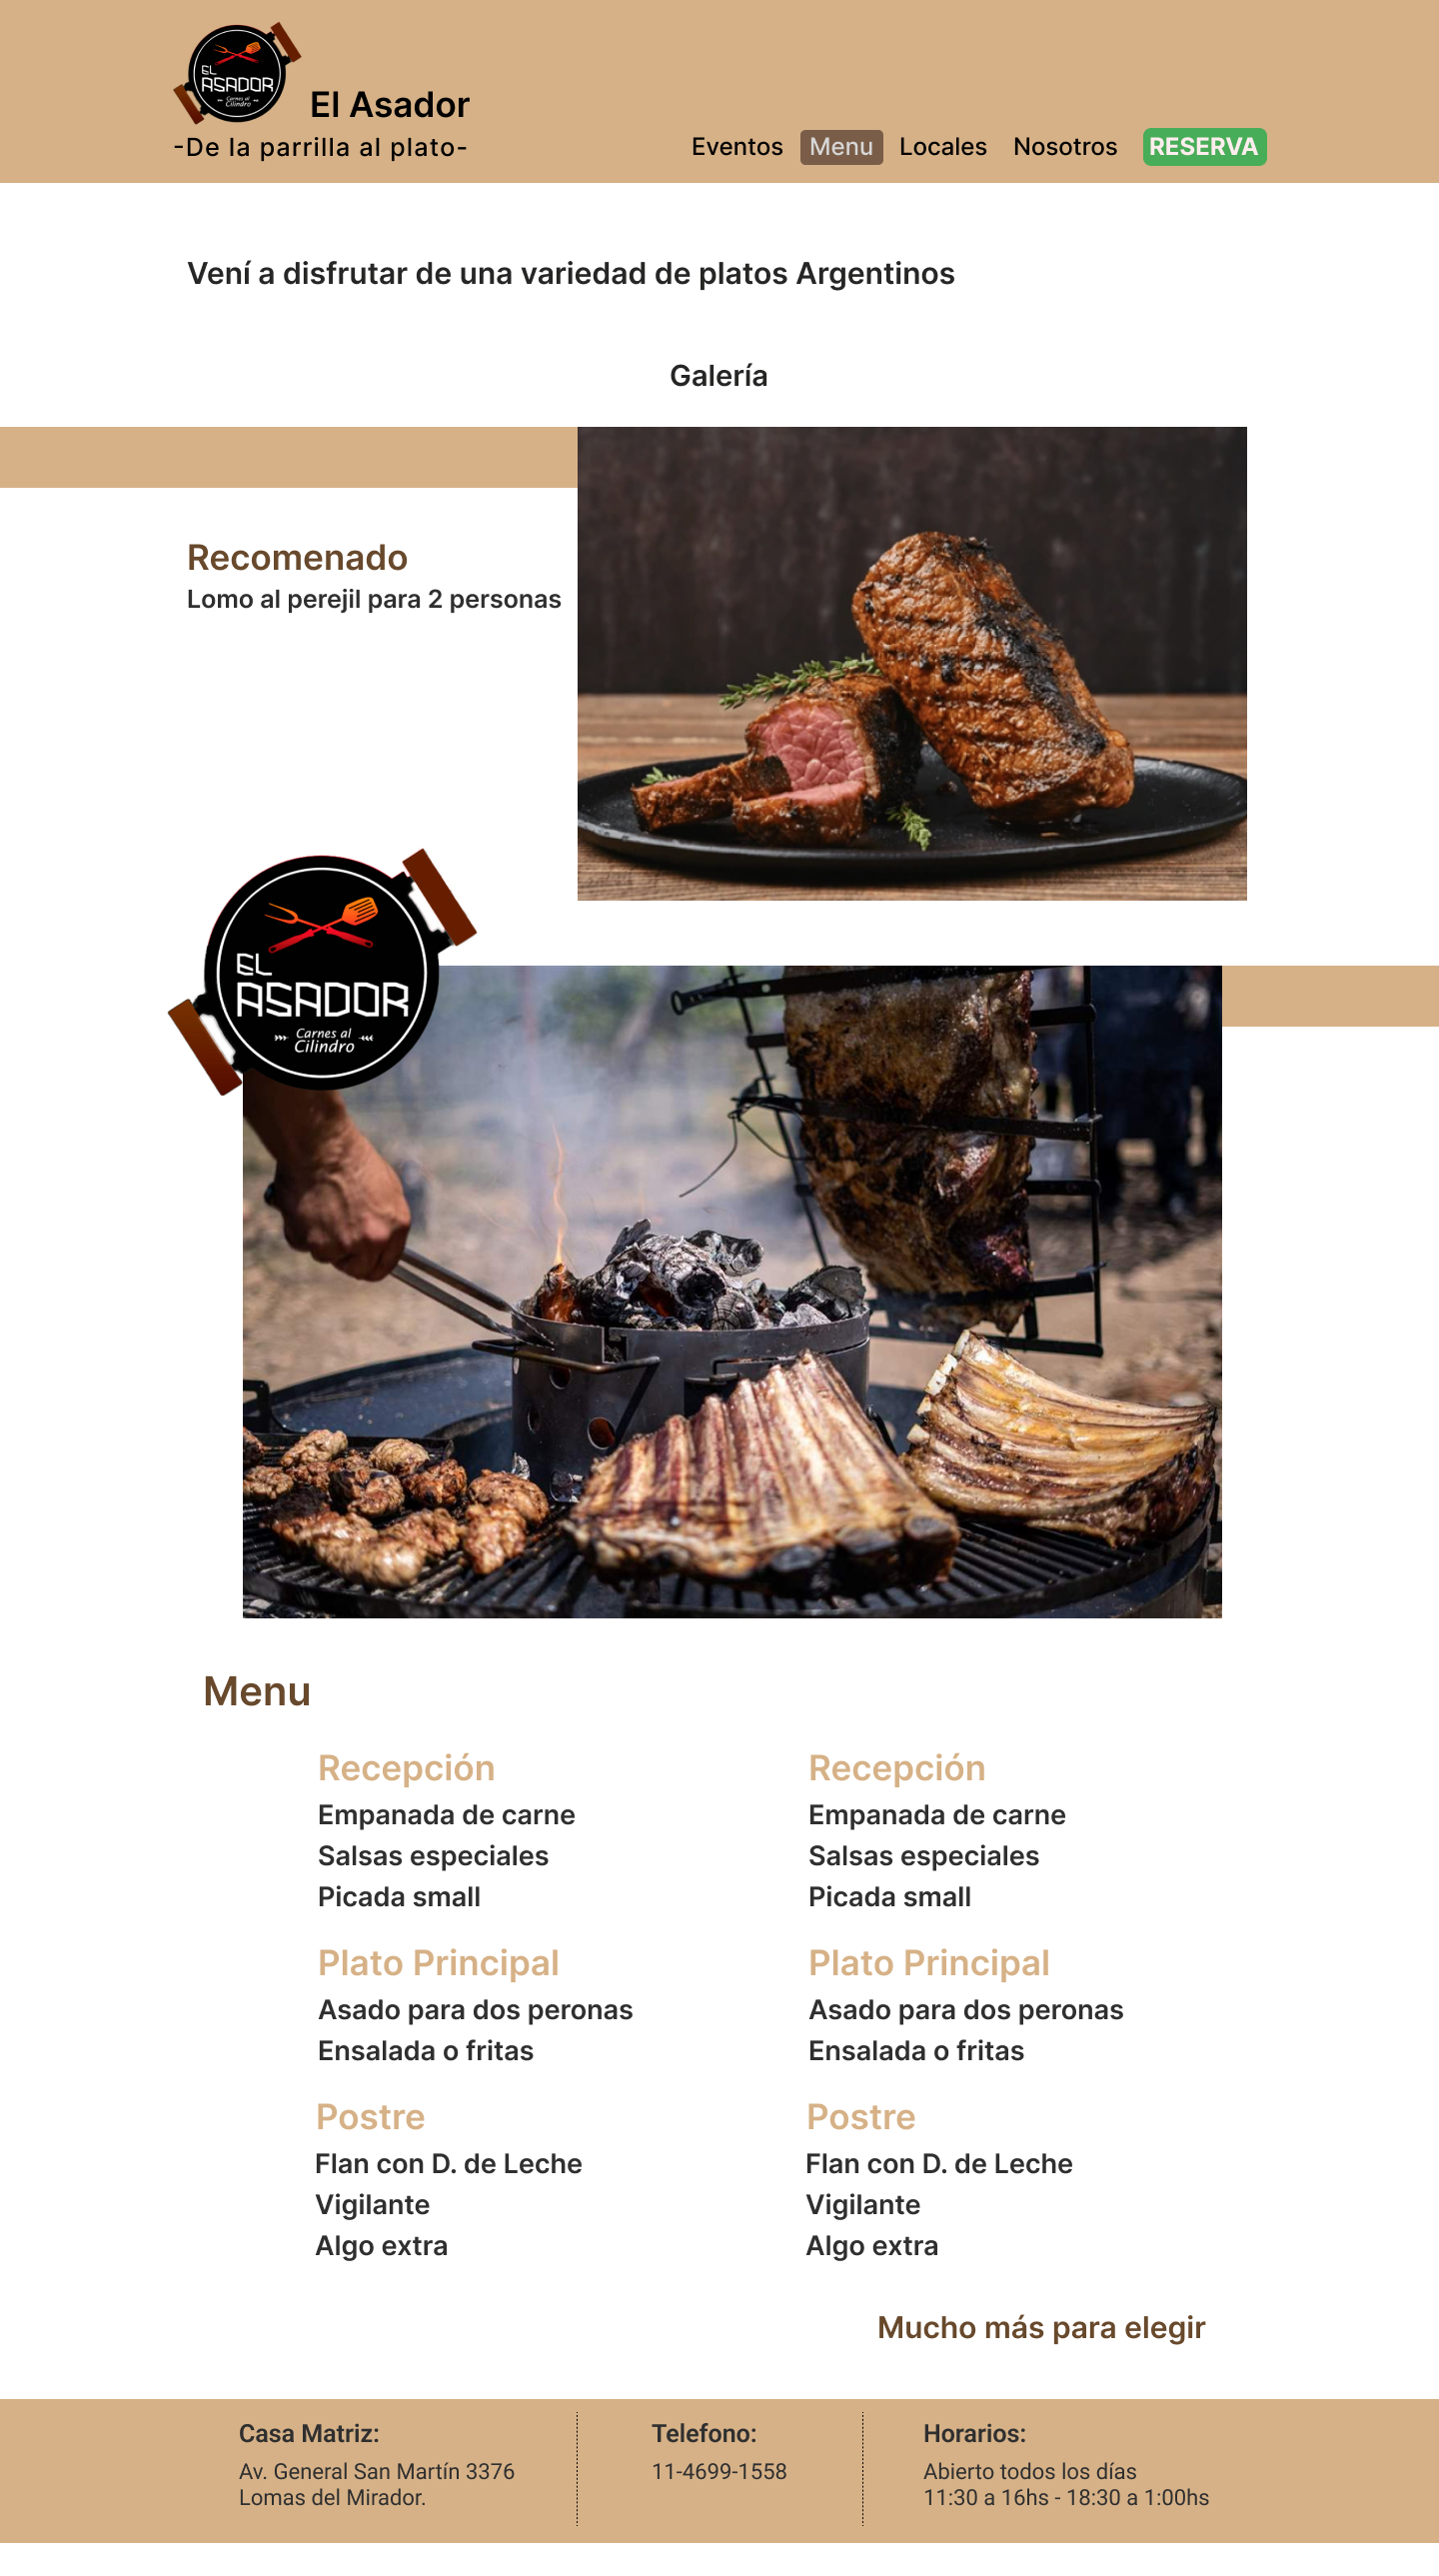 EL
ASADOR
Carnes al
Cilindro
El Asador
-De la parrilla al plato-
Eventos
Menu
Locales
Nosotros
RESERVA
Vení a disfrutar de una variedad de platos Argentinos
Galería
Recomenado
Lomo al perejil para 2 personas
EL
ASADOR
Carnes al
Cilindro
Menu
Recepción
Empanada de carne
Salsas especiales
Picada small
Plato Principal
Asado para dos peronas
Ensalada o fritas
Postre
Flan con D. de Leche
Vigilante
Algo extra
Recepción
Empanada de carne
Salsas especiales
Picada small
Plato Principal
Asado para dos peronas
Ensalada o fritas
Postre
Flan con D. de Leche
Vigilante
Algo extra
Mucho más para elegir
Casa Matriz:
Av. General San Martín 3376
Lomas del Mirador.
Telefono:
11-4699-1558
Horarios:
Abierto todos los días
11:30 a 16hs - 18:30 a 1:00hs